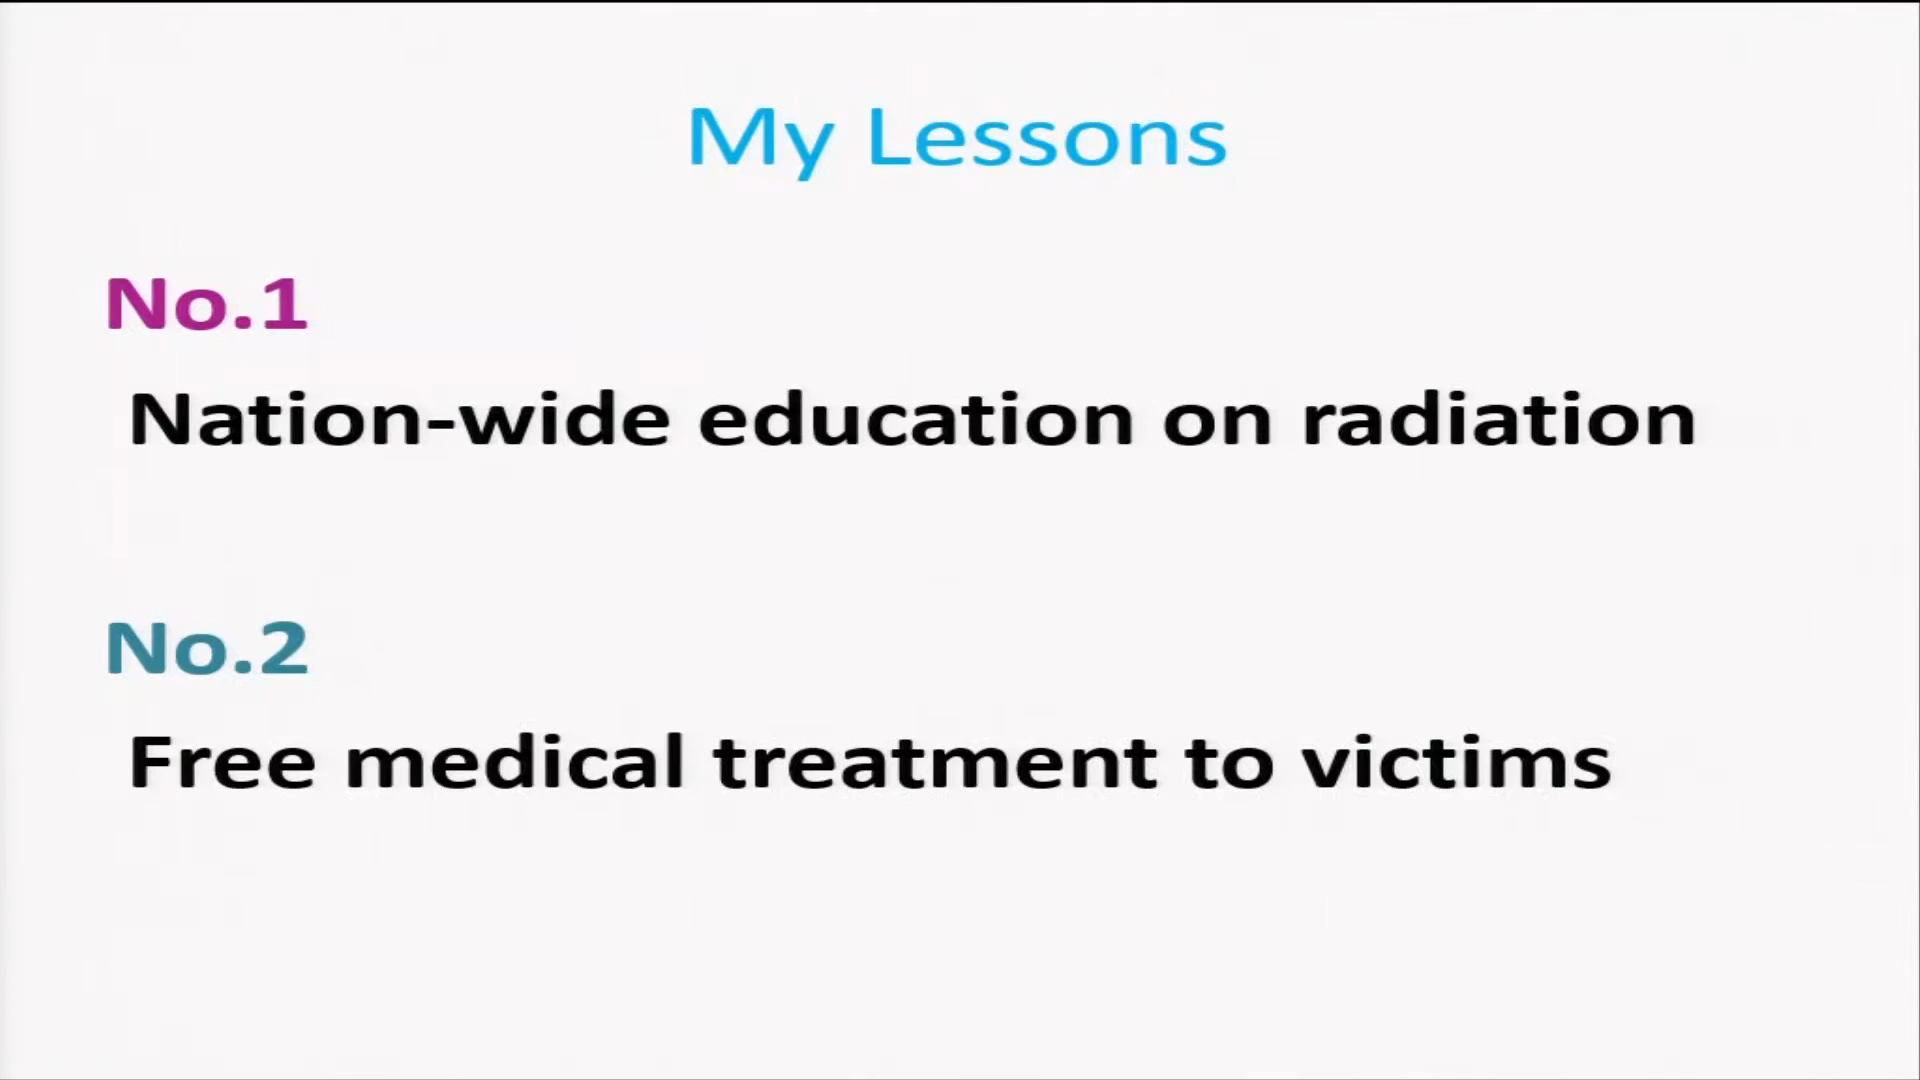 My Lessons
No.1
Nation-wide education on radiation
No.2
Free medical treatment to victims